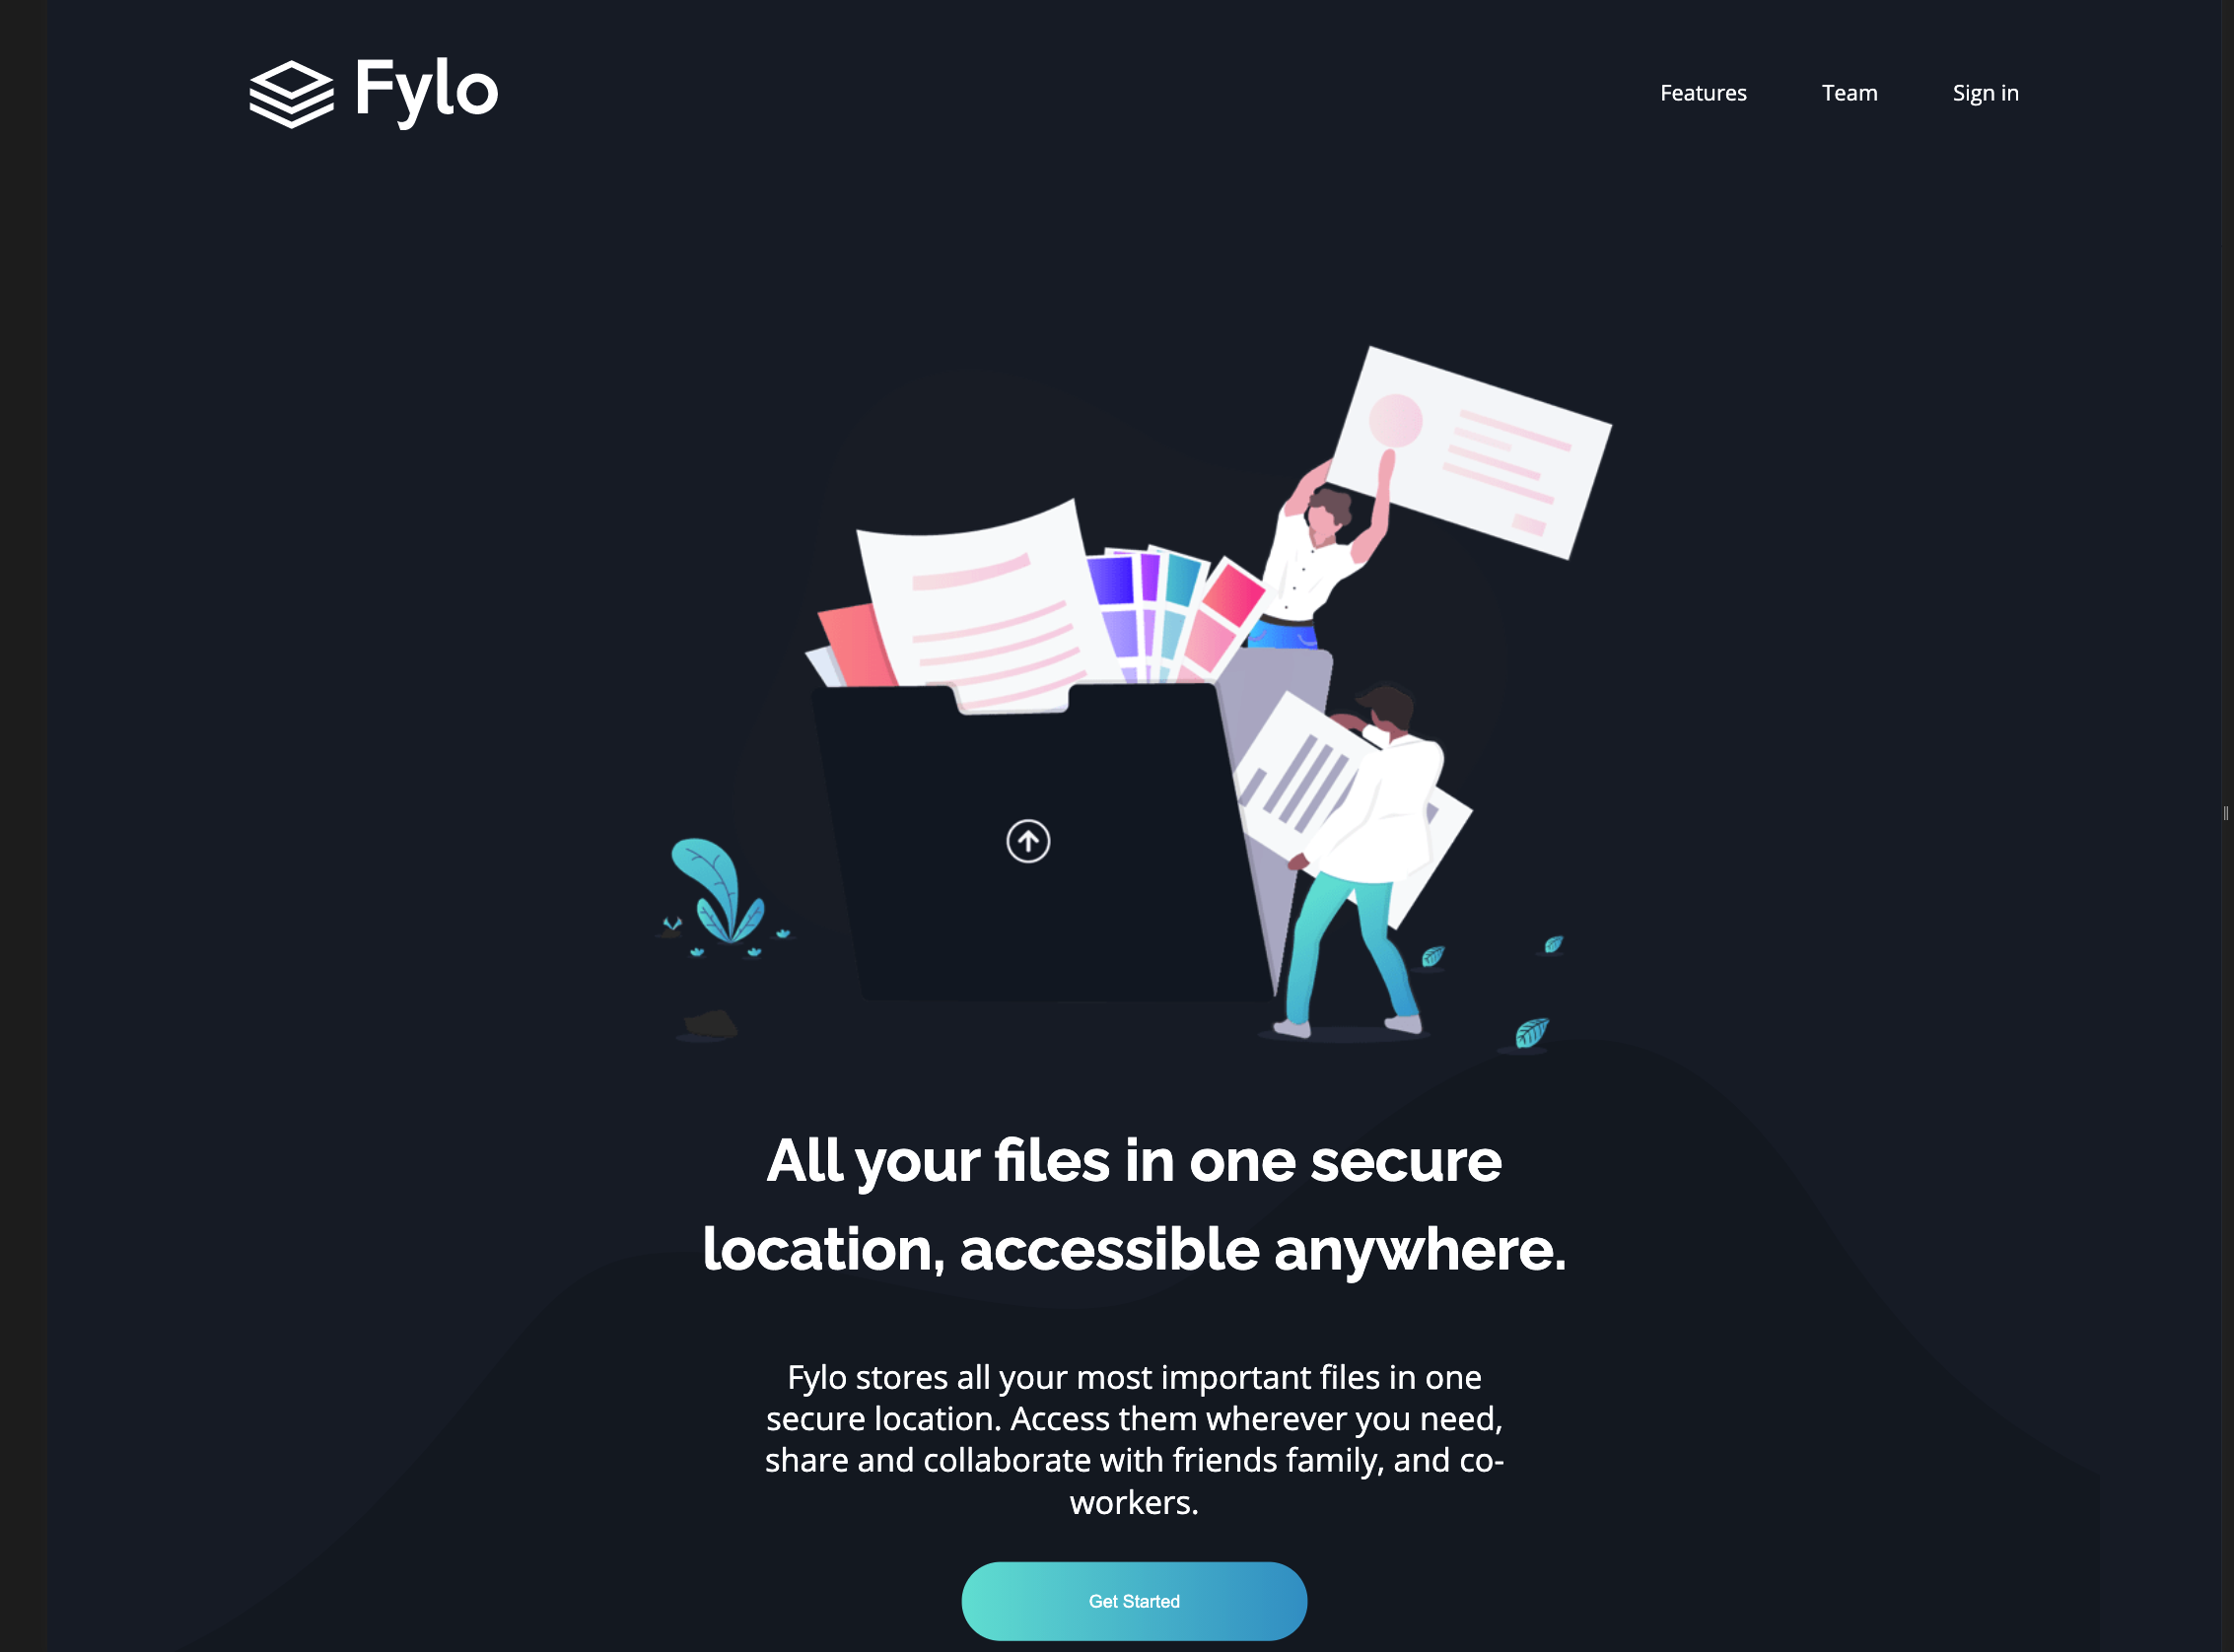 Fylo
Features
Team
Sign in
All your files in one secure
location, accessible anywhere.
Fylo stores all your most important files in one
secure location. Access them wherever you need,
share and collaborate with friends family, and co-
workers.
Get Started